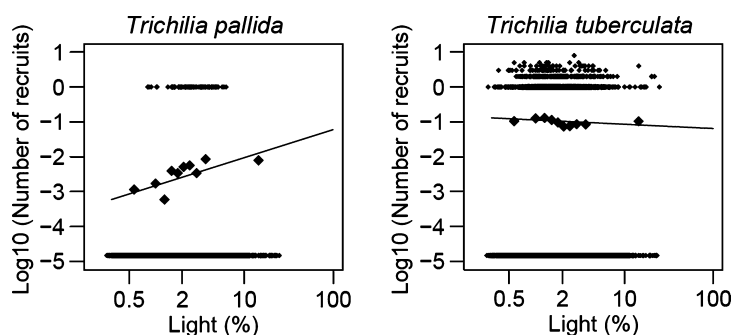 Trichilia pallida
Log10 (Number of recruits)
1
0
−1
−2
−3
−4
−5
0.5 2 10 100
Light (%)
Trichilia tuberculata
Log10 (Number of recruits)
1
0
−1
−2
−3
−4
−5
0.5 2 10 100
Light (%)